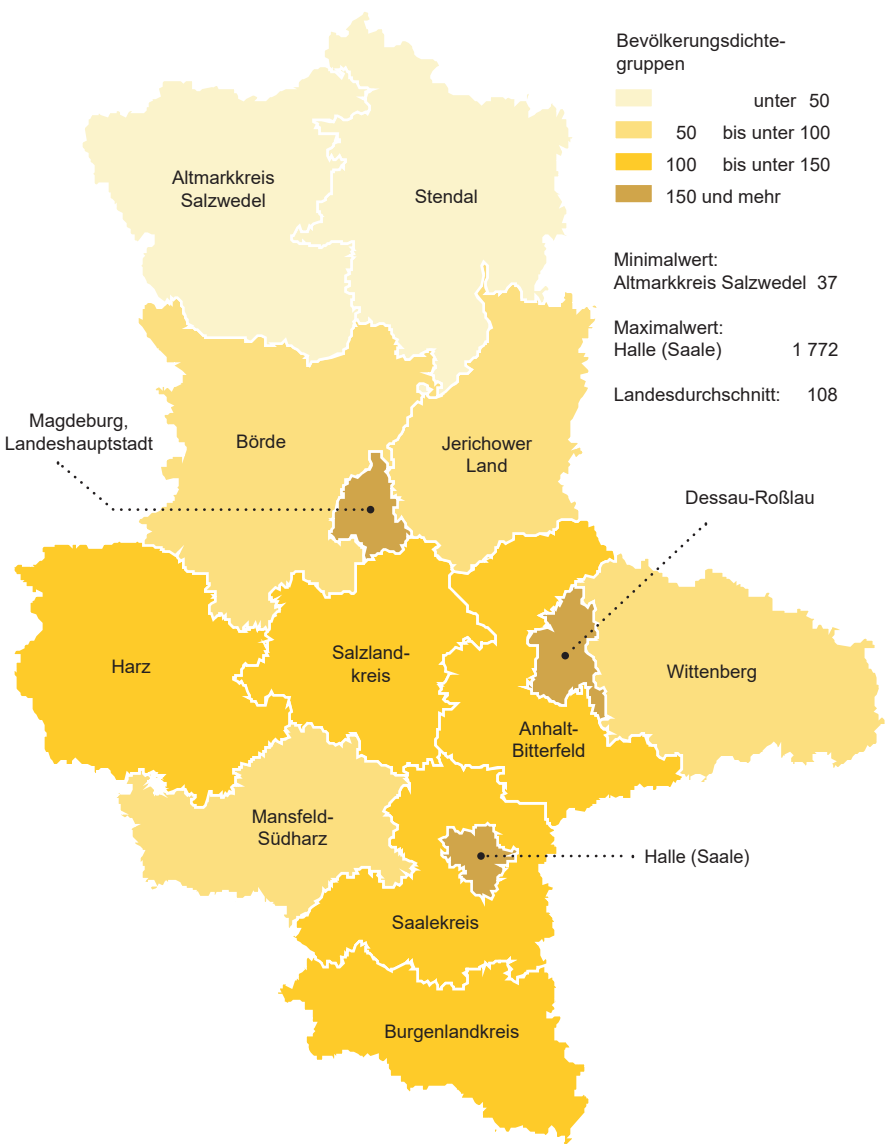 Bevölkerungsdichte-
gruppen
unter 50
50 bis unter 100
100 bis unter 150
150 und mehr
Minimalwert:
Altmarkkreis Salzwedel 37
Maximalwert:
Halle (Saale) 1 772
Landesdurchschnitt: 108
Altmarkkreis
Salzwedel
Stendal
Magdeburg,
Landeshauptstadt
Börde
Jerichower
Land
Dessau-Roßlau
Harz
Salzland-
kreis
Wittenberg
Anhalt-
Bitterfeld
Mansfeld-
Südharz
Halle (Saale)
Saalekreis
Burgenlandkreis